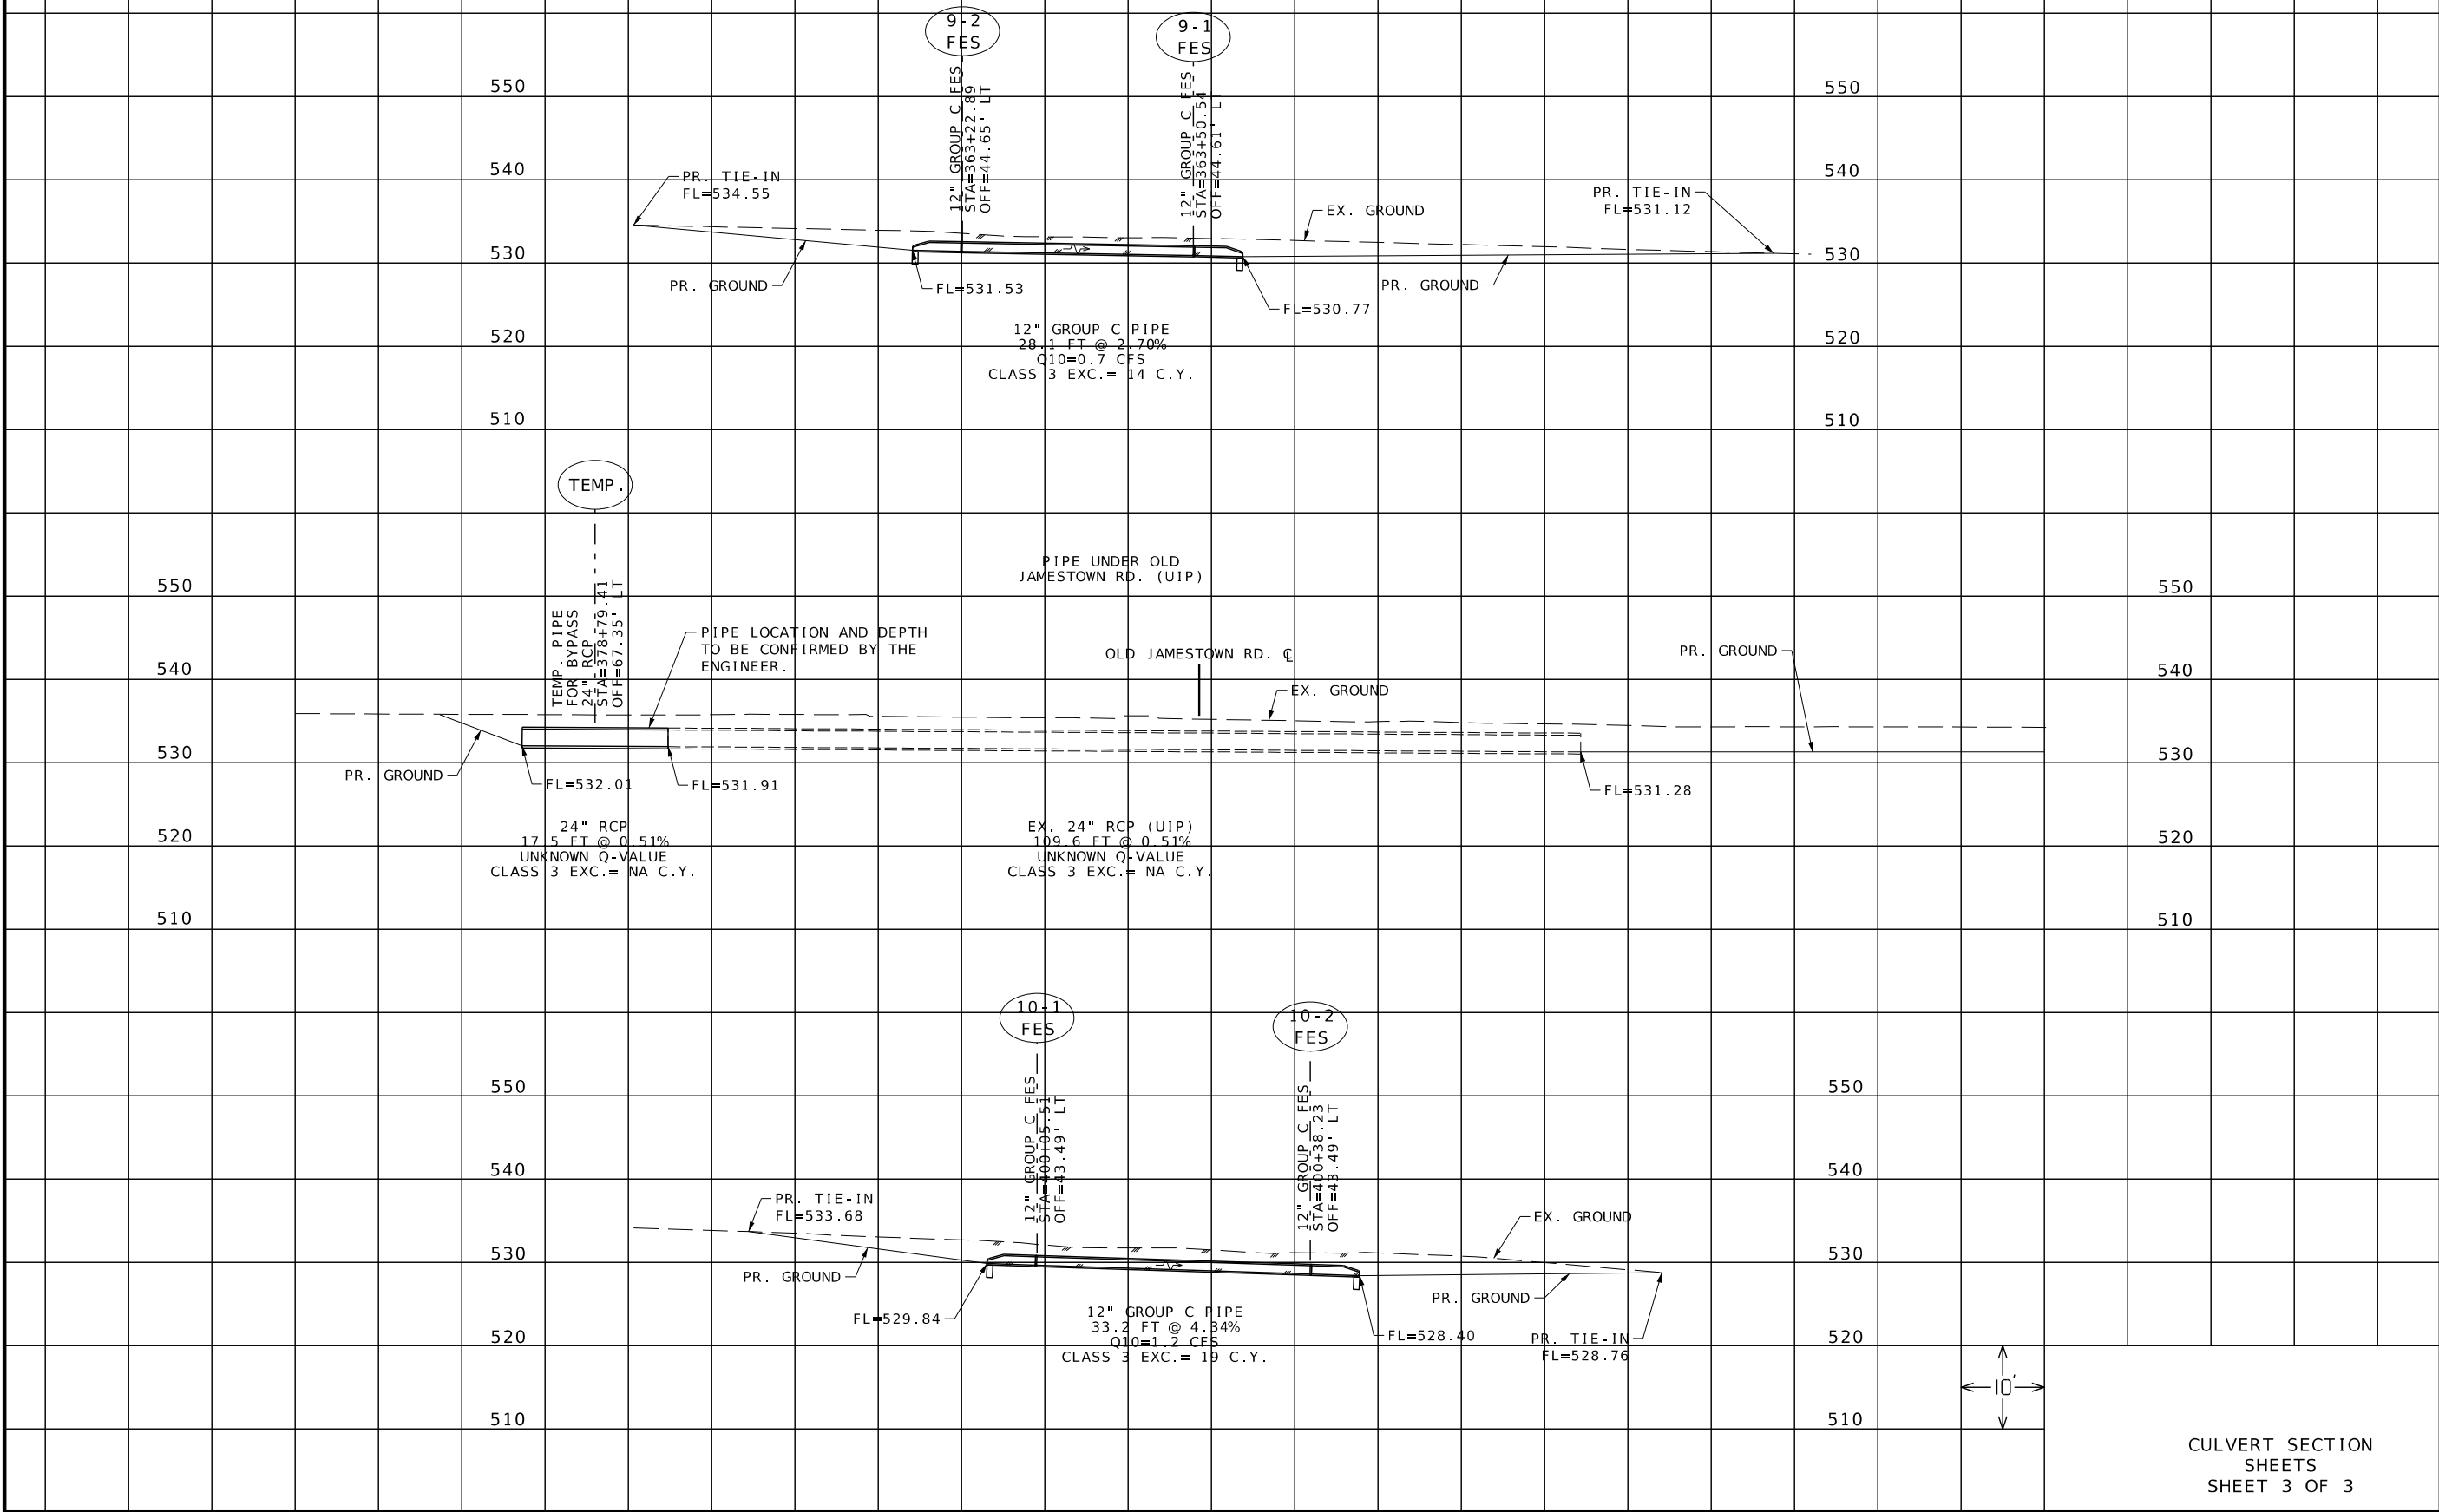 9-2
FES
9-1
FES
12" GROUP C FES
STA=363+22.89
OFF=44.65' LT
12" GROUP C FES
STA=363+50.54
OFF=44.61' LT
550
550
540
540
PR. TIE-IN
FL=534.55
EX. GROUND
PR. TIE-IN
FL=531.12
530
530
PR. GROUND
FL=531.53
PR. GROUND
FL=530.77
12" GROUP C PIPE
28.1 FT @ 2.70%
Q10=0.7 CFS
CLASS 3 EXC.= 14 C.Y.
520
520
510
510
TEMP.
TEMP. PIPE
FOR BYPASS
24" RCP
STA=378+79.41
OFF=67.35' LT
PIPE UNDER OLD
JAMESTOWN RD. (UIP)
550
550
PIPE LOCATION AND DEPTH
TO BE CONFIRMED BY THE
ENGINEER.
OLD JAMESTOWN RD. ℄
PR. GROUND
540
540
EX. GROUND
530
530
PR. GROUND
FL=532.01
FL=531.91
FL=531.28
24" RCP
17.5 FT @ 0.51%
UNKNOWN Q-VALUE
CLASS 3 EXC.= NA C.Y.
EX. 24" RCP (UIP)
109.6 FT @ 0.51%
UNKNOWN Q-VALUE
CLASS 3 EXC.= NA C.Y.
520
520
510
510
10-1
FES
10-2
FES
12" GROUP C FES
STA=400+05.51
OFF=43.49' LT
12" GROUP C FES
STA=400+38.23
OFF=43.49' LT
550
550
540
540
PR. TIE-IN
FL=533.68
EX. GROUND
530
530
PR. GROUND
PR. GROUND
FL=529.84
12" GROUP C PIPE
33.2 FT @ 4.34%
Q10=1.2 CFS
CLASS 3 EXC.= 19 C.Y.
FL=528.40
PR. TIE-IN
FL=528.76
520
520
10'
510
510
CULVERT SECTION
SHEETS
SHEET 3 OF 3